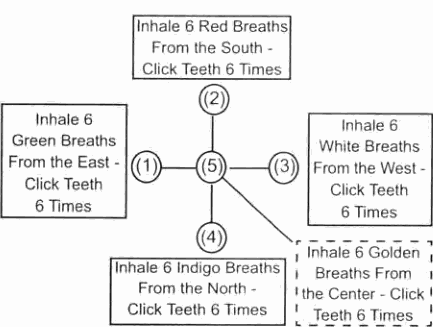 Inhale 6 Red Breaths
From the South -
Click Teeth 6 Times
(2)
Inhale 6
Green Breaths
From the East -
Click Teeth
6 Times
(1)
(5)
(3)
Inhale 6
White Breaths
From the West -
Click Teeth
6 Times
(4)
Inhale 6 Indigo Breaths
From the North -
Click Teeth 6 Times
Inhale 6 Golden
Breaths From
the Center - Click
Teeth 6 Times